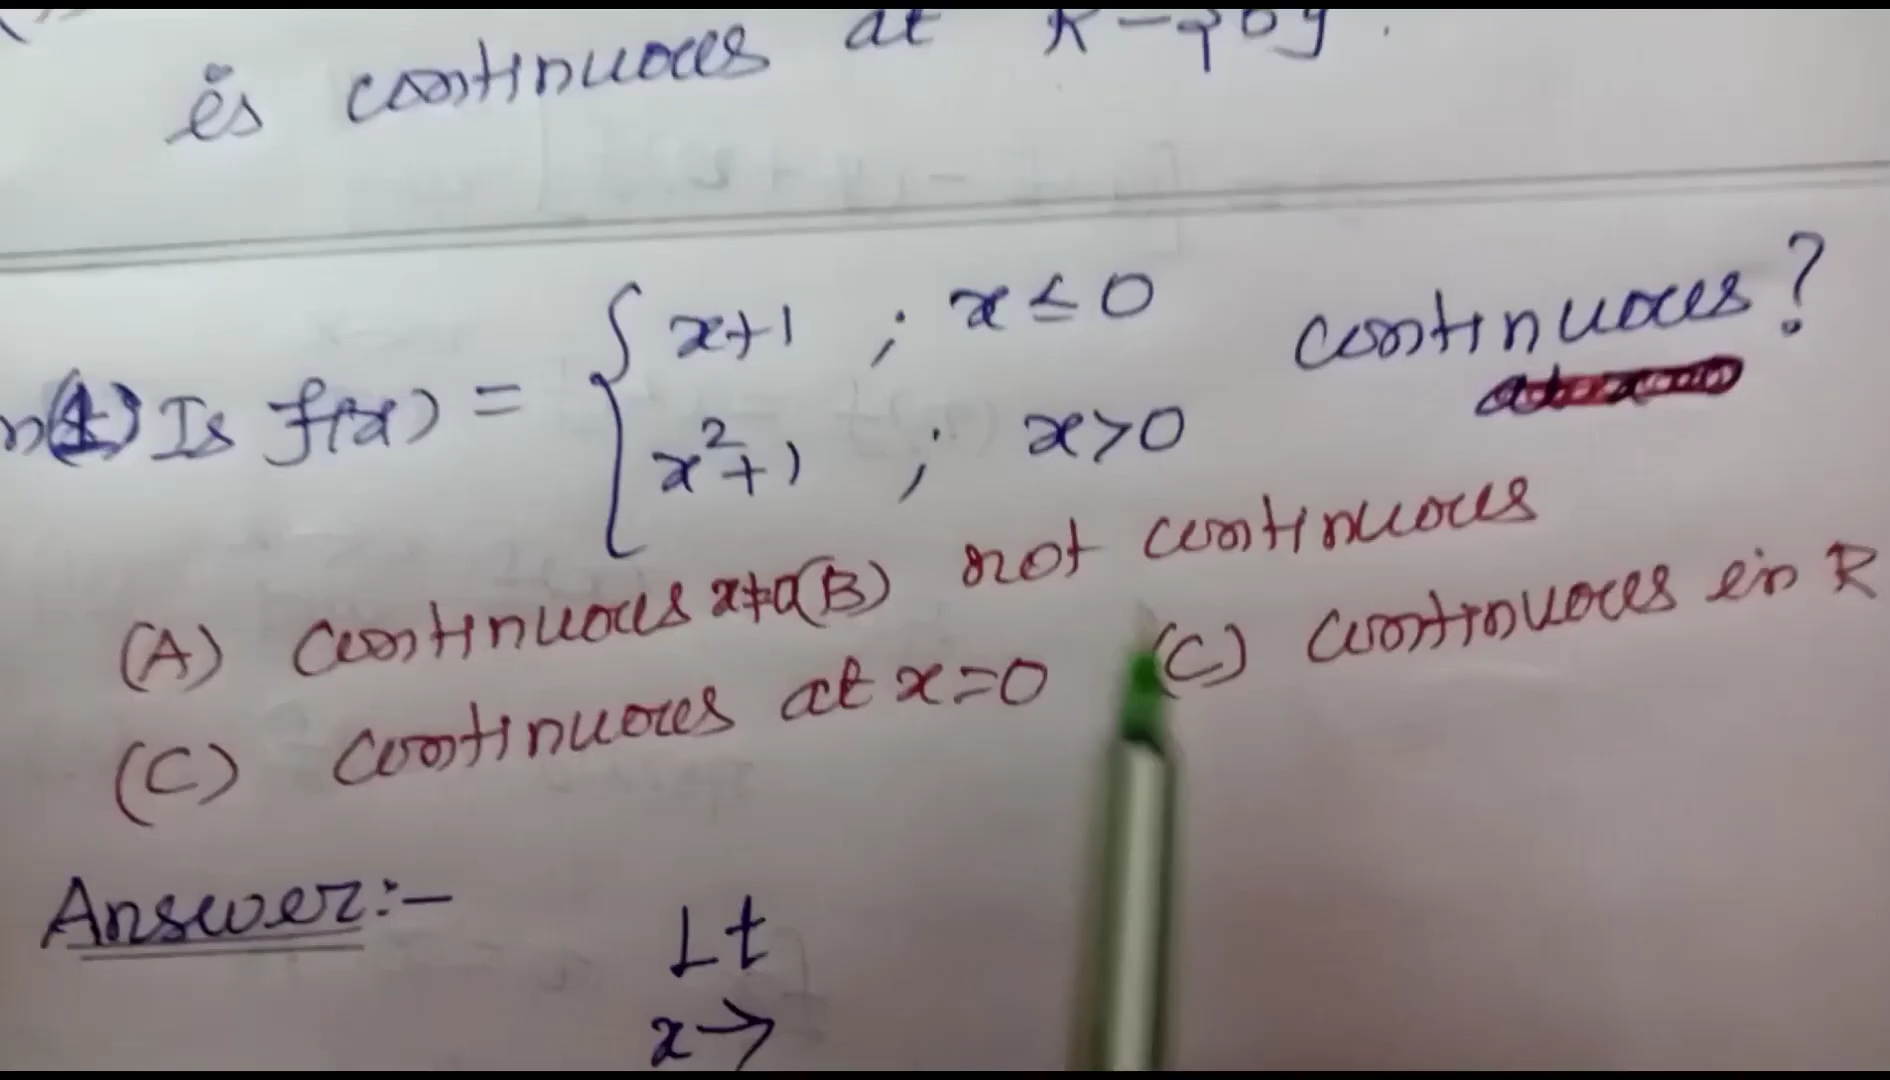 is continuous at R-{0}.
(1) Is f(x) = { x+1 ; x ≤ 0 continuous?
x²+1 ; x>0
(A) continuous x≠0 (B) not continuous
(C) continuous at x=0 (C) continuous in R
Answer:-
Lt
x→